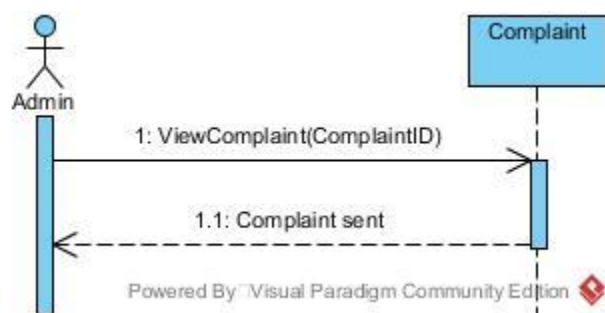 Complaint
Admin
1: ViewComplaint(ComplaintID)
1.1: Complaint sent
Powered By Visual Paradigm Community Edition